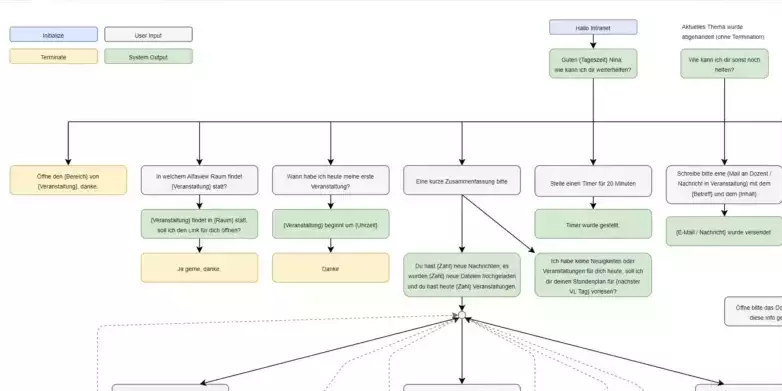 Initialize
User Input
Terminate
System Output
Hallo Intranet
Guten {Tageszeit} Nina,
wie kann ich dir weiterhelfen?
Aktuelles Thema wurde
abgehandelt (ohne Termination)
Wie kann ich dir sonst noch
helfen?
Öffne den {Bereich} von
{Veranstaltung}, danke.
In welchem Alfaview Raum findet
{Veranstaltung} statt?
Wann habe ich heute meine erste
Veranstaltung?
Eine kurze Zusammenfassung bitte
Stelle einen Timer für 20 Minuten
Schreibe bitte eine {Mail an Dozent /
Nachricht in Veranstaltung} mit dem
{Betreff} und dem {Inhalt}
{Veranstaltung} findet in {Raum} statt,
soll ich den Link für dich öffnen?
{Veranstaltung} beginnt um {Uhrzeit}
Timer wurde gestellt.
{E-Mail / Nachricht} wurde versendet
Ja gerne, danke.
Danke
Du hast {Zahl} neue Nachrichten, es
wurden {Zahl} neue Dateien hochgeladen
und du hast heute {Zahl} Veranstaltungen.
Ich habe keine Neuigkeiten oder
Veranstaltungen für dich heute, soll ich
dir deinen Stundenplan für {nächster
VL Tag} vorlesen?
Öffne bitte das Do
diese Info ge